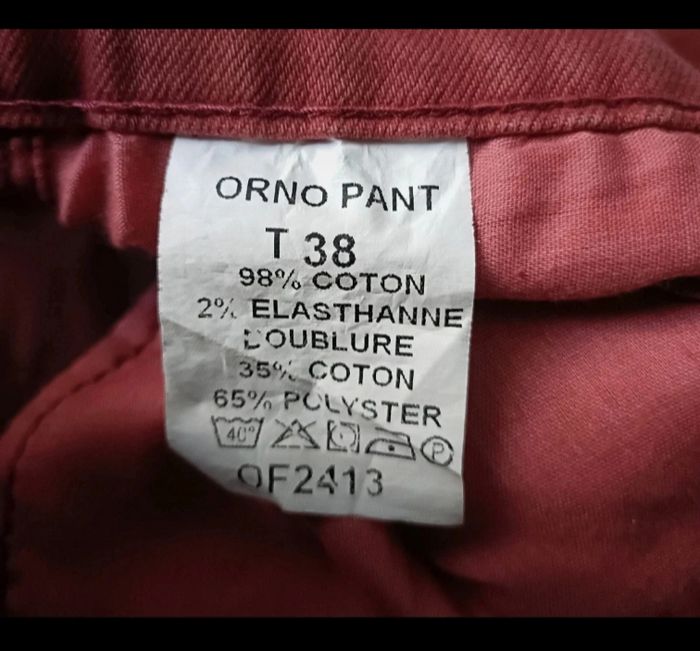 ORNO PANT
T 38
98% COTON
2% ELASTHANNE
DOUBLURE
35% COTON
65% POLYSTER
40° P
OF2413